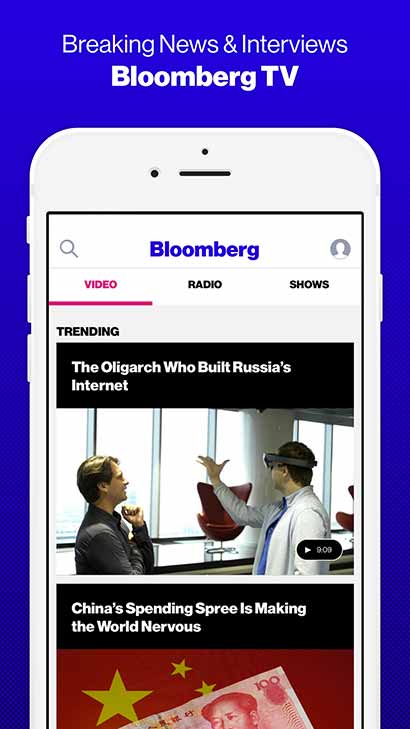 Breaking News & Interviews
Bloomberg TV
Bloomberg
VIDEO RADIO SHOWS
TRENDING
The Oligarch Who Built Russia's
Internet
9:09
China's Spending Spree Is Making
the World Nervous
100